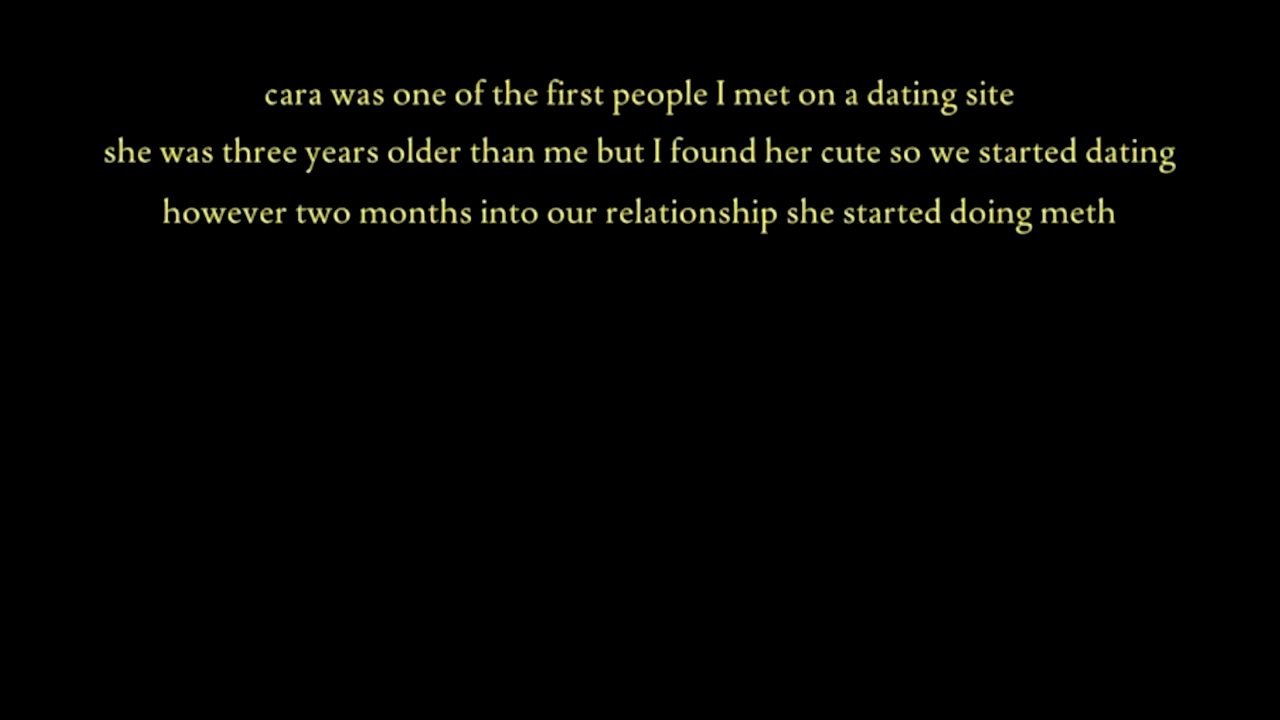 cara was one of the first people I met on a dating site
she was three years older than me but I found her cute so we started dating
however two months into our relationship she started doing meth